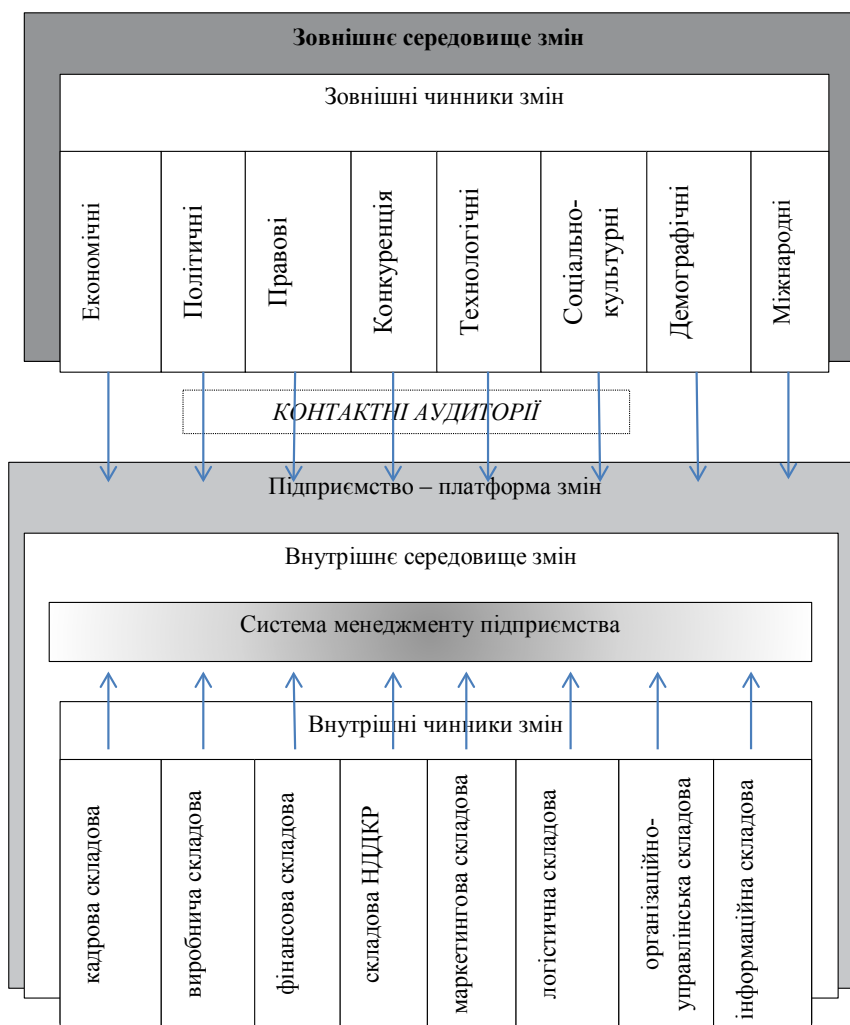 Зовнішнє середовище змін
Зовнішні чинники змін
Економічні
Політичні
Правові
Конкуренція
Технологічні
Соціально-
культурні
Демографічні
Міжнародні
КОНТАКТНІ АУДИТОРІЇ
Підприємство – платформа змін
Внутрішнє середовище змін
Система менеджменту підприємства
Внутрішні чинники змін
кадрова складова
виробнича складова
фінансова складова
складова НДДКР
маркетингова складова
логістична складова
організаційно-
управлінська складова
інформаційна складова